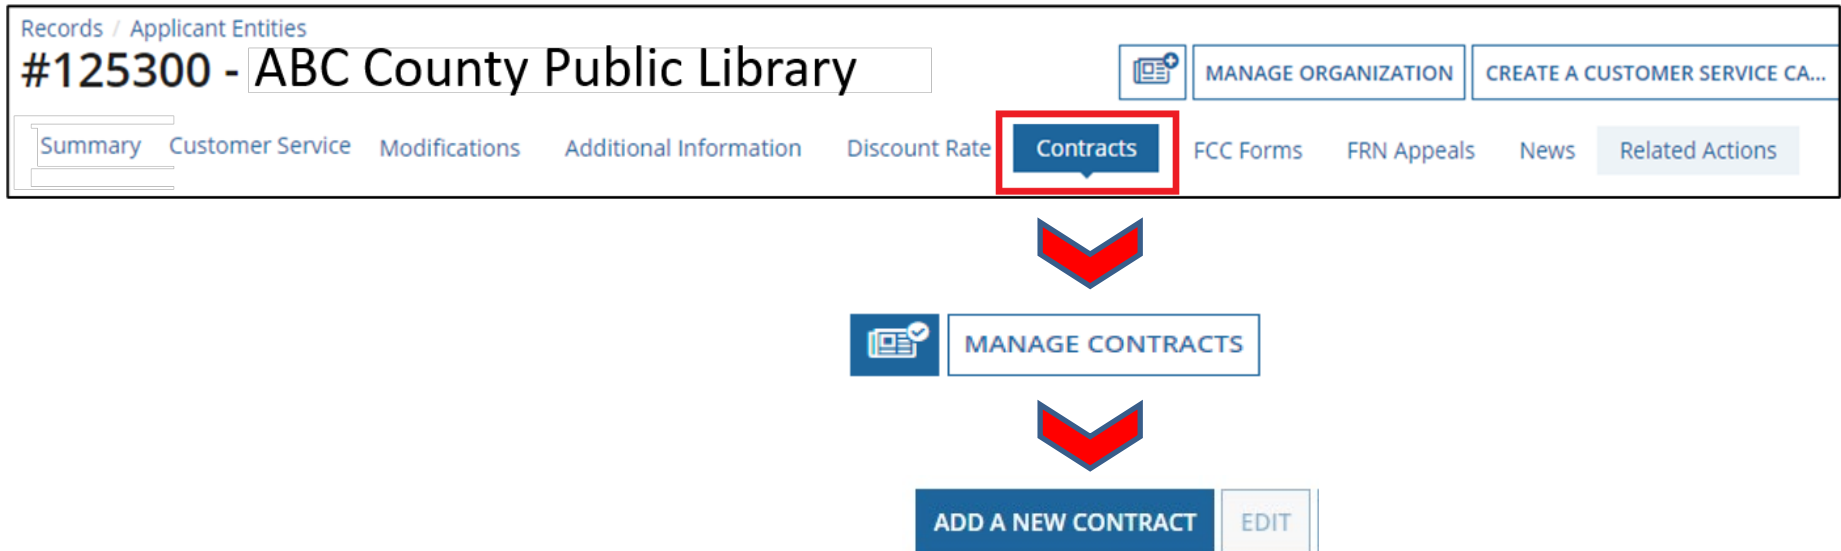 Records / Applicant Entities
#125300 - ABC County Public Library
MANAGE ORGANIZATION CREATE A CUSTOMER SERVICE CA...
Summary Customer Service Modifications Additional Information Discount Rate Contracts FCC Forms FRN Appeals News Related Actions
MANAGE CONTRACTS
ADD A NEW CONTRACT EDIT